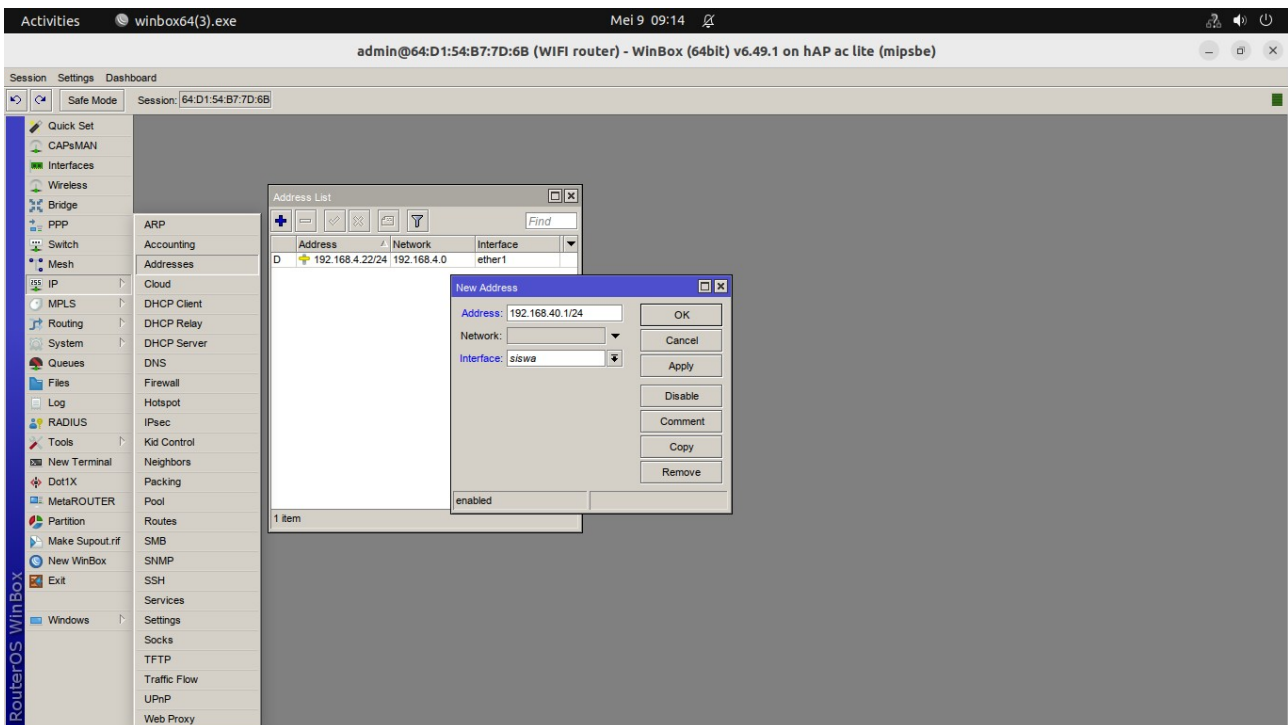 Activities winbox64(3).exe Mei 9 09:14
admin@64:D1:54:B7:7D:6B (WIFI router) - WinBox (64bit) v6.49.1 on hAP ac lite (mipsbe)
Session Settings Dashboard
Safe Mode Session: 64:D1:54:B7:7D:6B
Quick Set
CAPsMAN
Interfaces
Wireless
Bridge
PPP
Switch
Mesh
255 IP
MPLS
Routing
System
Queues
Files
Log
RADIUS
Tools
New Terminal
Dot1X
MetaROUTER
Partition
Make Supout.rif
New WinBox
Exit
Windows
RouterOS WinBox
ARP
Accounting
Addresses
Cloud
DHCP Client
DHCP Relay
DHCP Server
DNS
Firewall
Hotspot
IPsec
Kid Control
Neighbors
Packing
Pool
Routes
SMB
SNMP
SSH
Services
Settings
Socks
TFTP
Traffic Flow
UPnP
Web Proxy
Address List
Find
Address Network Interface
D 192.168.4.22/24 192.168.4.0 ether1
1 item
New Address
Address: 192.168.40.1/24 OK
Network: Cancel
Interface: siswa Apply
Disable
Comment
Copy
Remove
enabled